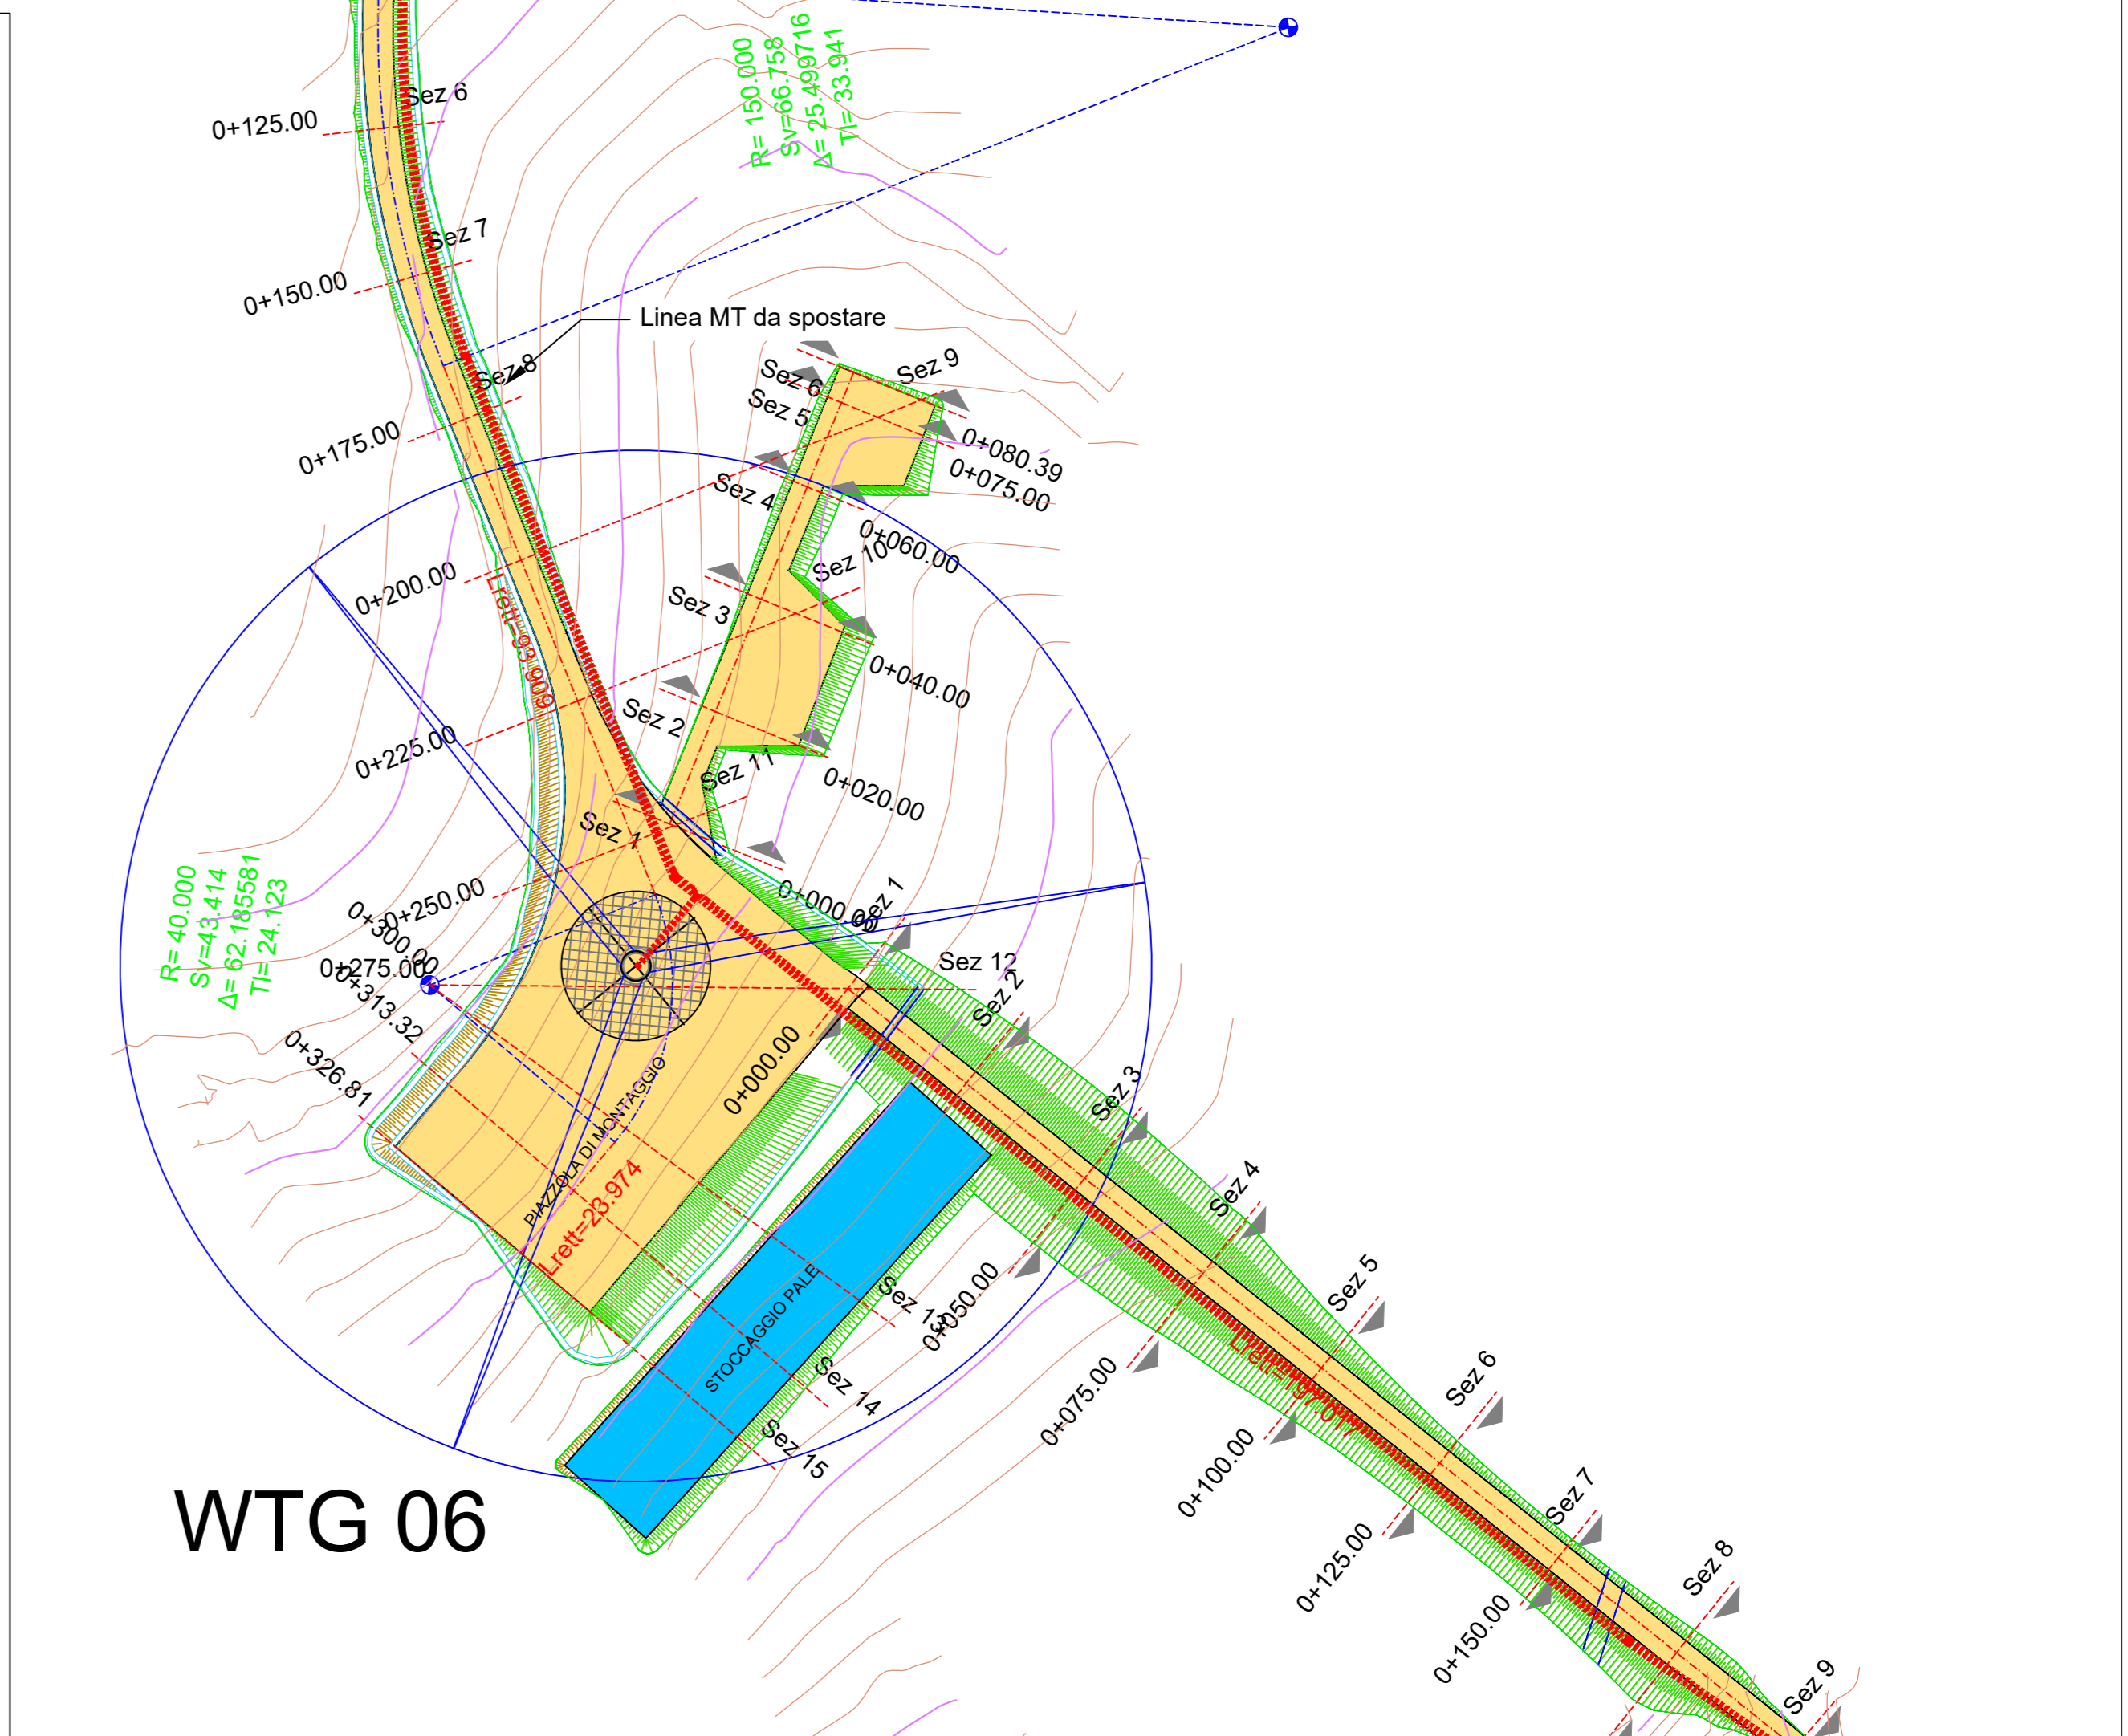 R= 150.000
Sv=66.758
Δ= 25.499716
Tl= 33.941
Sez 6
0+125.00
Sez 7
0+150.00
Linea MT da spostare
Sez 8
0+175.00
Sez 9
Sez 6
Sez 5
0+080.39
0+075.00
Sez 4
0+060.00
Sez 10
0+200.00
Lrett=93.909
Sez 3
0+040.00
Sez 2
0+225.00
Sez 11
0+020.00
Sez 1
0+000.00
R= 40.000
Sv=43.414
Δ= 62.185581
Tl= 24.123
0+250.00
0+300.00
0+275.00
0+313.32
0+326.81
Sez 1
Sez 12
Sez 2
0+000.00
Sez 3
PIAZZOLA DI MONTAGGIO
Lrett=23.974
Sez 4
STOCCAGGIO PALE
Sez 13
0+050.00
Sez 5
Sez 14
0+075.00
Sez 6
Sez 15
0+100.00
Sez 7
WTG 06
0+125.00
Sez 8
0+150.00
Sez 9